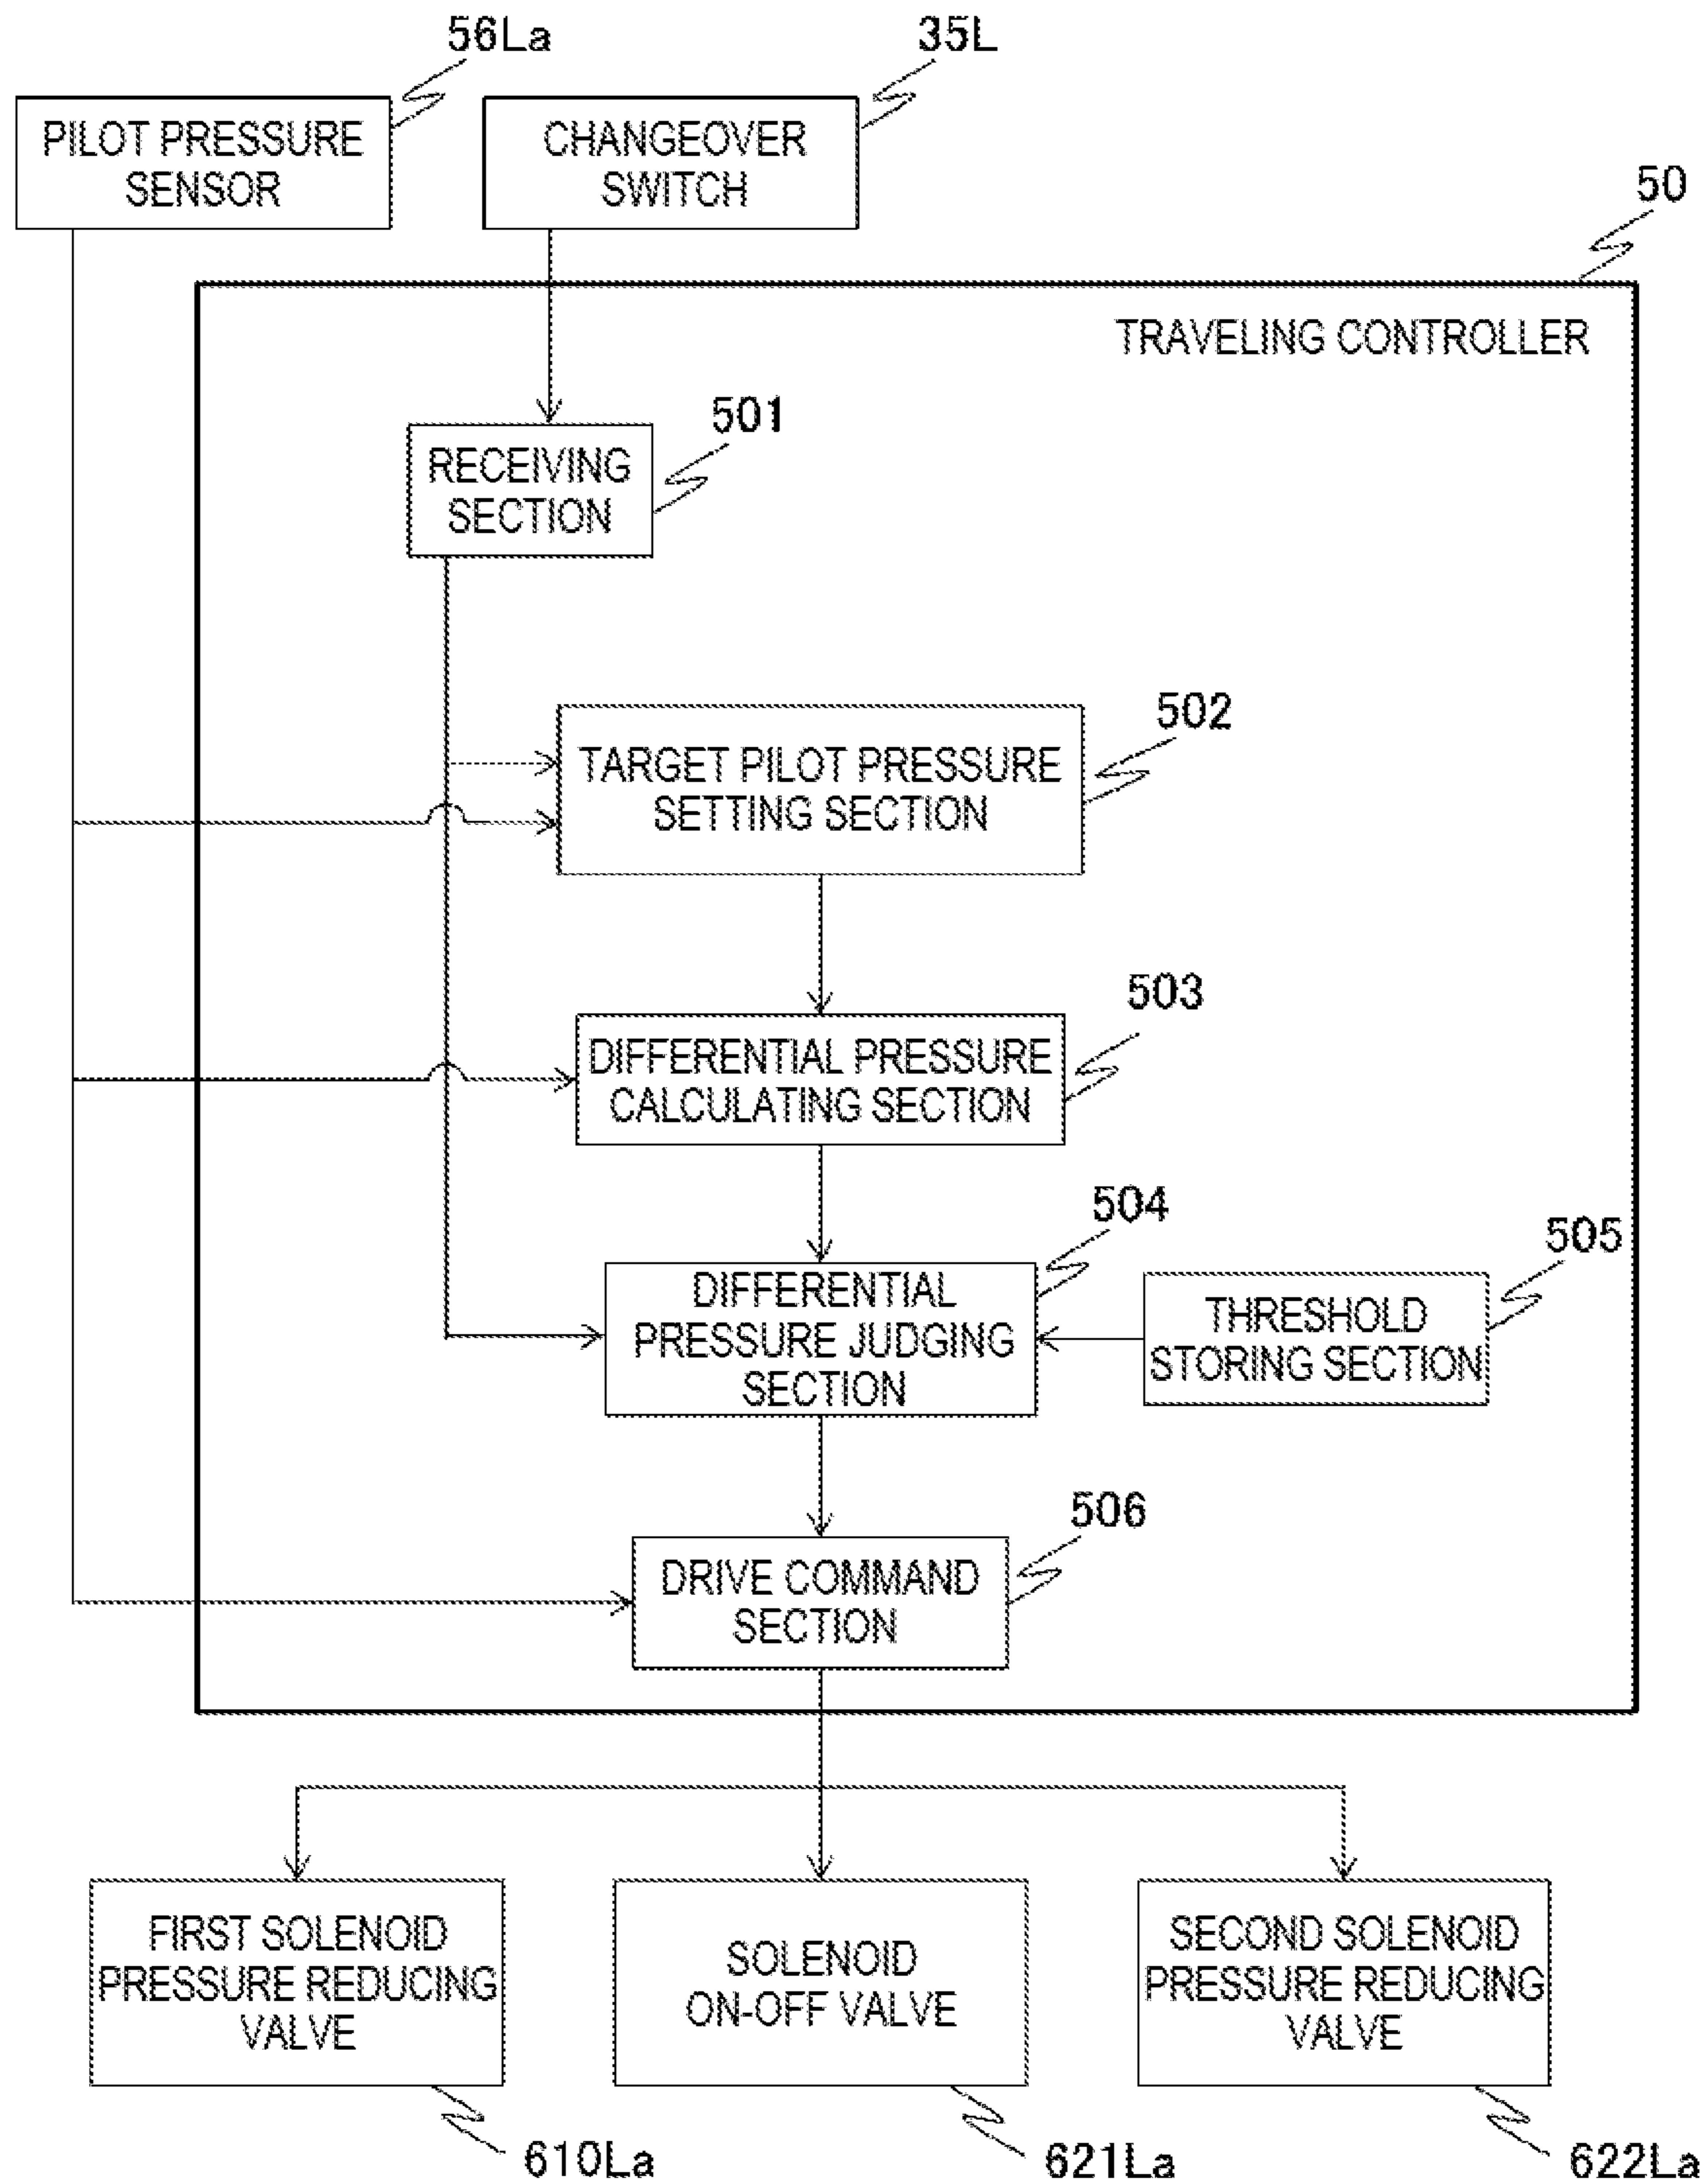 56La
35L
PILOT PRESSURE
SENSOR
CHANGEOVER
SWITCH
50
TRAVELING CONTROLLER
501
RECEIVING
SECTION
502
TARGET PILOT PRESSURE
SETTING SECTION
503
DIFFERENTIAL PRESSURE
CALCULATING SECTION
504
DIFFERENTIAL
PRESSURE JUDGING
SECTION
505
THRESHOLD
STORING SECTION
506
DRIVE COMMAND
SECTION
FIRST SOLENOID
PRESSURE REDUCING
VALVE
SOLENOID
ON-OFF VALVE
SECOND SOLENOID
PRESSURE REDUCING
VALVE
610La
621La
622La